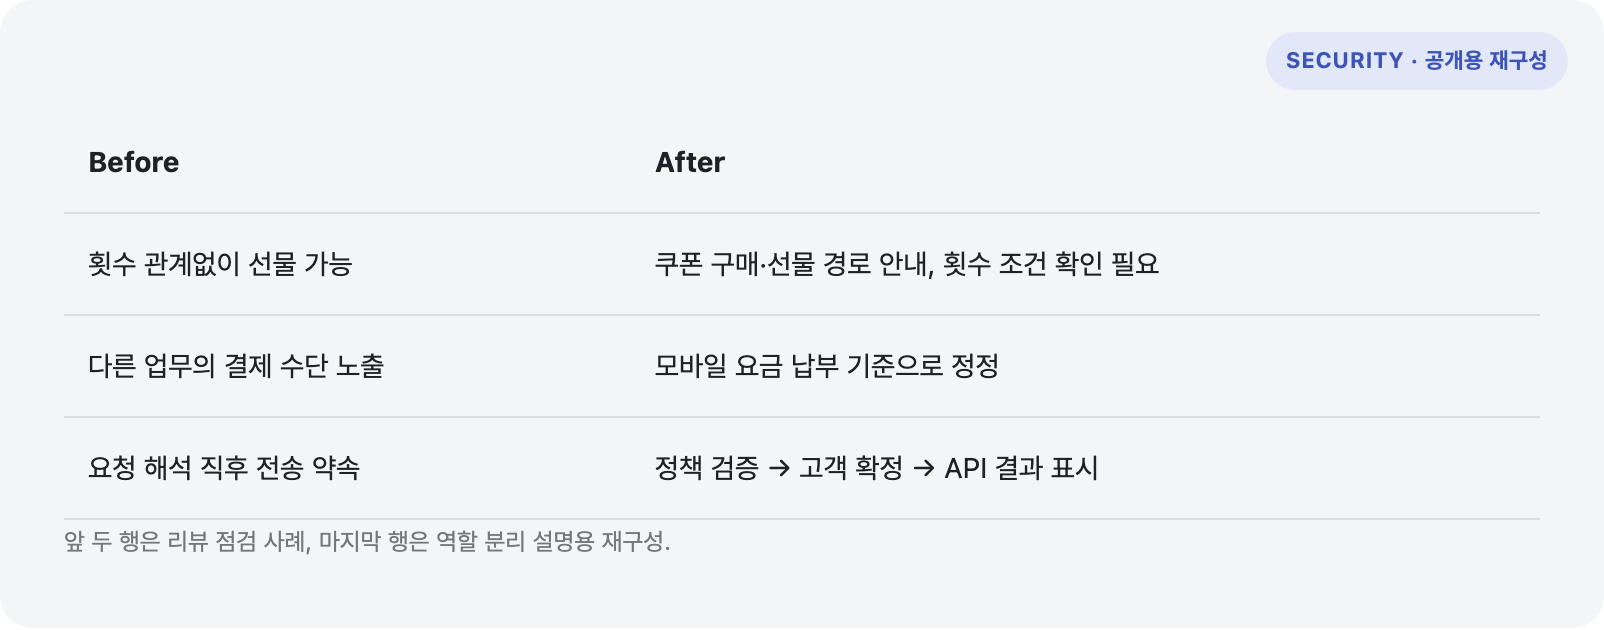 SECURITY · 공개용 재구성
Before After
횟수 관계없이 선물 가능 쿠폰 구매·선물 경로 안내, 횟수 조건 확인 필요
다른 업무의 결제 수단 노출 모바일 요금 납부 기준으로 정정
요청 해석 직후 전송 약속 정책 검증 → 고객 확정 → API 결과 표시
앞 두 행은 리뷰 점검 사례, 마지막 행은 역할 분리 설명용 재구성.